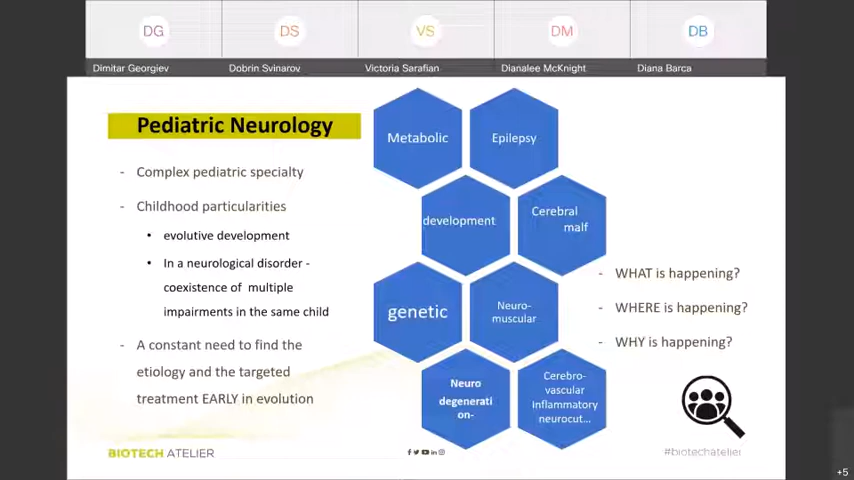 DG
DS
VS
DM
DB
Dimitar Georgiev
Dobrin Svinarov
Victoria Sarafian
Dianalee McKnight
Diana Barca
Pediatric Neurology
- Complex pediatric specialty
- Childhood particularities
• evolutive development
• In a neurological disorder -
coexistence of multiple
impairments in the same child
- A constant need to find the
etiology and the targeted
treatment EARLY in evolution
Metabolic
Epilepsy
development
Cerebral
malf
genetic
Neuro-
muscular
Neuro
degenerati
on-
Cerebro-
vascular
Inflammatory
neurocut...
- WHAT is happening?
- WHERE is happening?
- WHY is happening?
BIOTECH ATELIER
#biotechatelier
+5